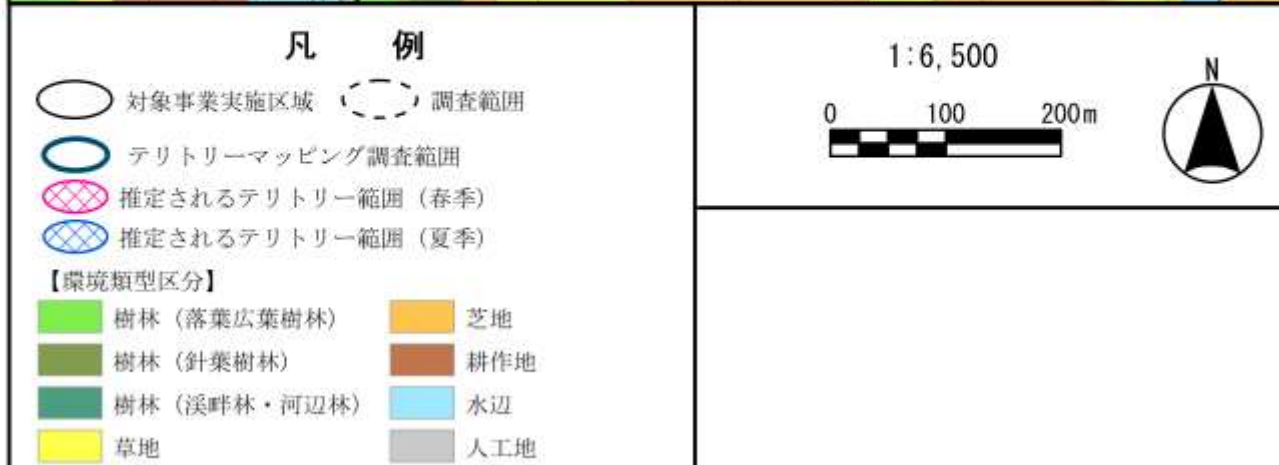 凡 例
対象事業実施区域 調査範囲
テリトリーマッピング調査範囲
推定されるテリトリー範囲（春季）
推定されるテリトリー範囲（夏季）
【環境類型区分】
樹林（落葉広葉樹林） 芝地
樹林（針葉樹林） 耕作地
樹林（渓畔林・河辺林） 水辺
草地 人工地
1:6,500
0 100 200m
N